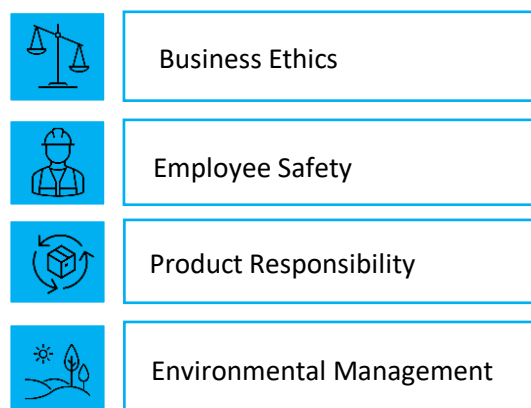 Business Ethics
Employee Safety
Product Responsibility
Environmental Management